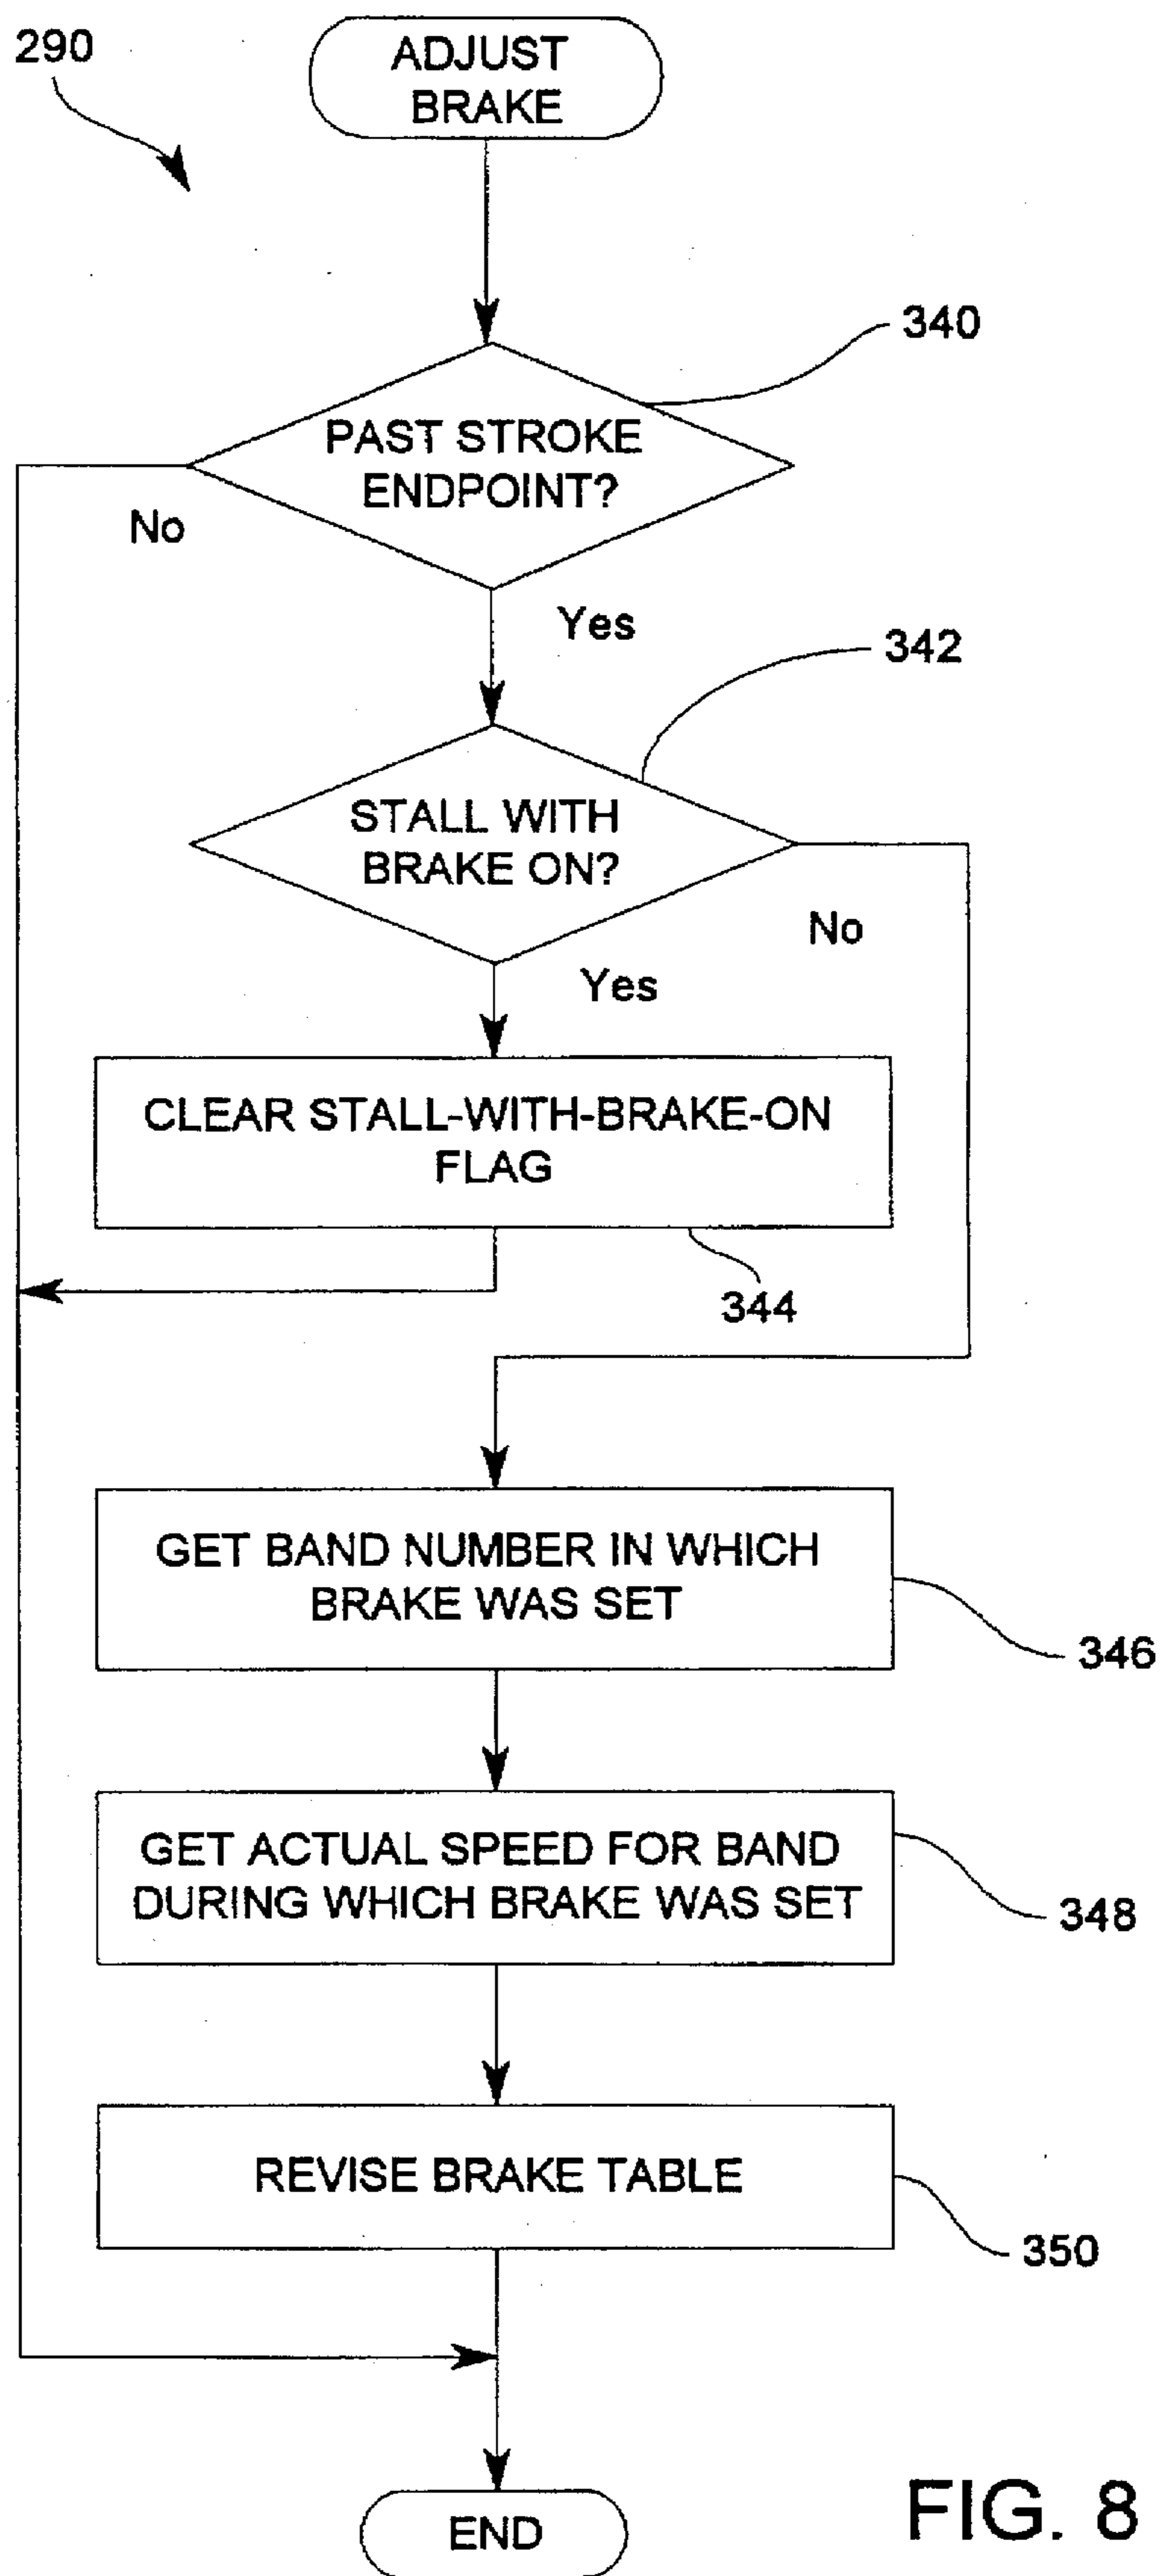 290
ADJUST
BRAKE
340
PAST STROKE
ENDPOINT?
No
Yes
342
STALL WITH
BRAKE ON?
No
Yes
CLEAR STALL-WITH-BRAKE-ON
FLAG
344
GET BAND NUMBER IN WHICH
BRAKE WAS SET
346
GET ACTUAL SPEED FOR BAND
DURING WHICH BRAKE WAS SET
348
REVISE BRAKE TABLE
350
END
FIG. 8